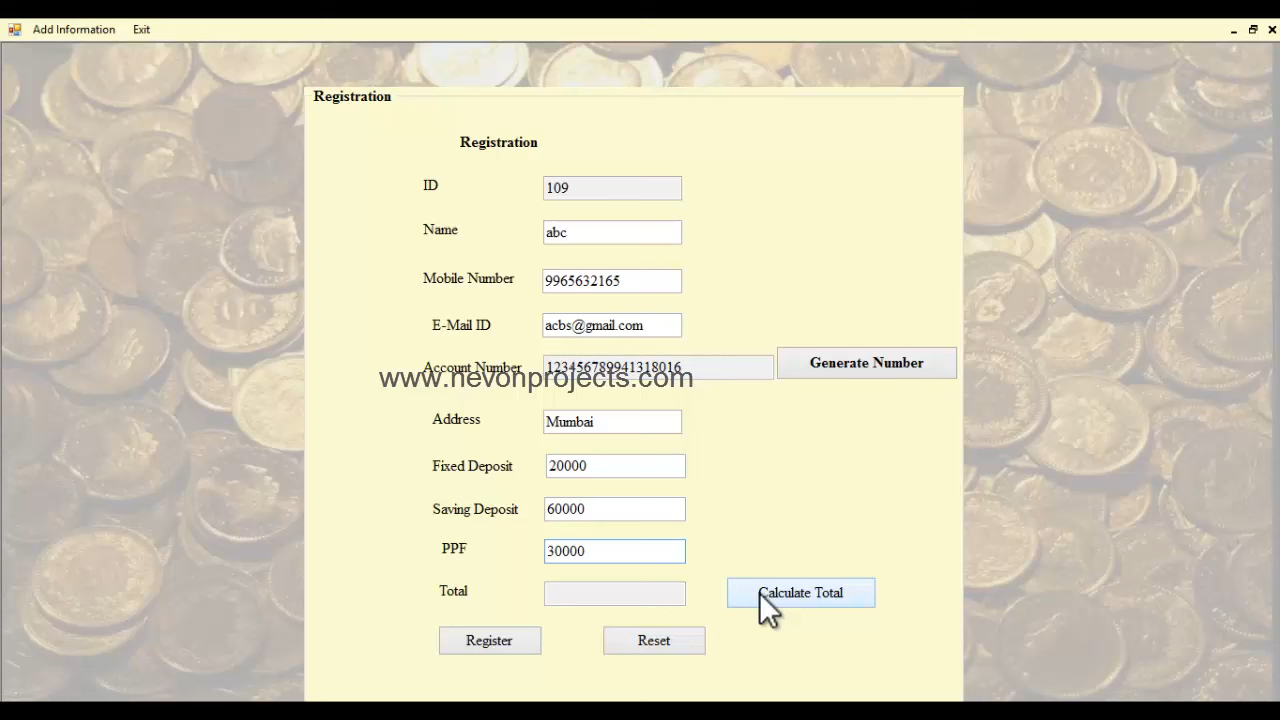 Add Information Exit
Registration
Registration
ID 109
Name abc
Mobile Number 9965632165
E-Mail ID acbs@gmail.com
Account Number 123456789941318016 Generate Number
www.nevonprojects.com
Address Mumbai
Fixed Deposit 20000
Saving Deposit 60000
PPF 30000
Total Calculate Total
Register Reset